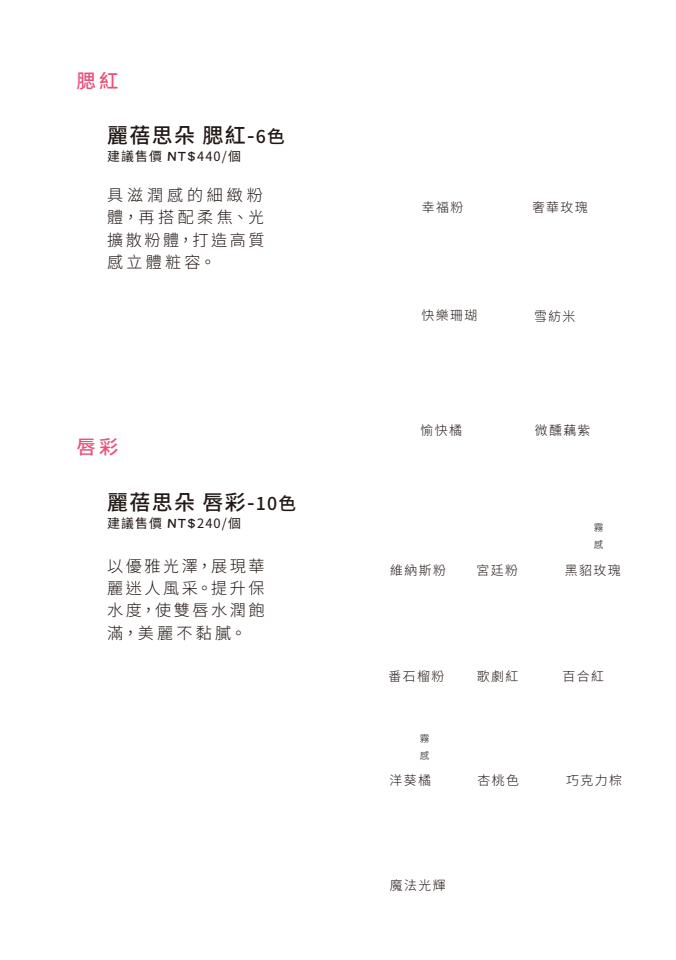 腮紅
麗蓓思朵 腮紅-6色
建議售價 NT$440/個
具滋潤感的細緻粉
體，再搭配柔焦、光
擴散粉體，打造高質
感立體粧容。
幸福粉 奢華玫瑰
快樂珊瑚 雪紡米
愉快橘 微醺藕紫
唇彩
麗蓓思朵 唇彩-10色
建議售價 NT$240/個
以優雅光澤，展現華
麗迷人風采。提升保
水度，使雙唇水潤飽
滿，美麗不黏膩。
霧
感
維納斯粉 宮廷粉 黑貂玫瑰
番石榴粉 歌劇紅 百合紅
霧
感
洋葵橘 杏桃色 巧克力棕
魔法光輝